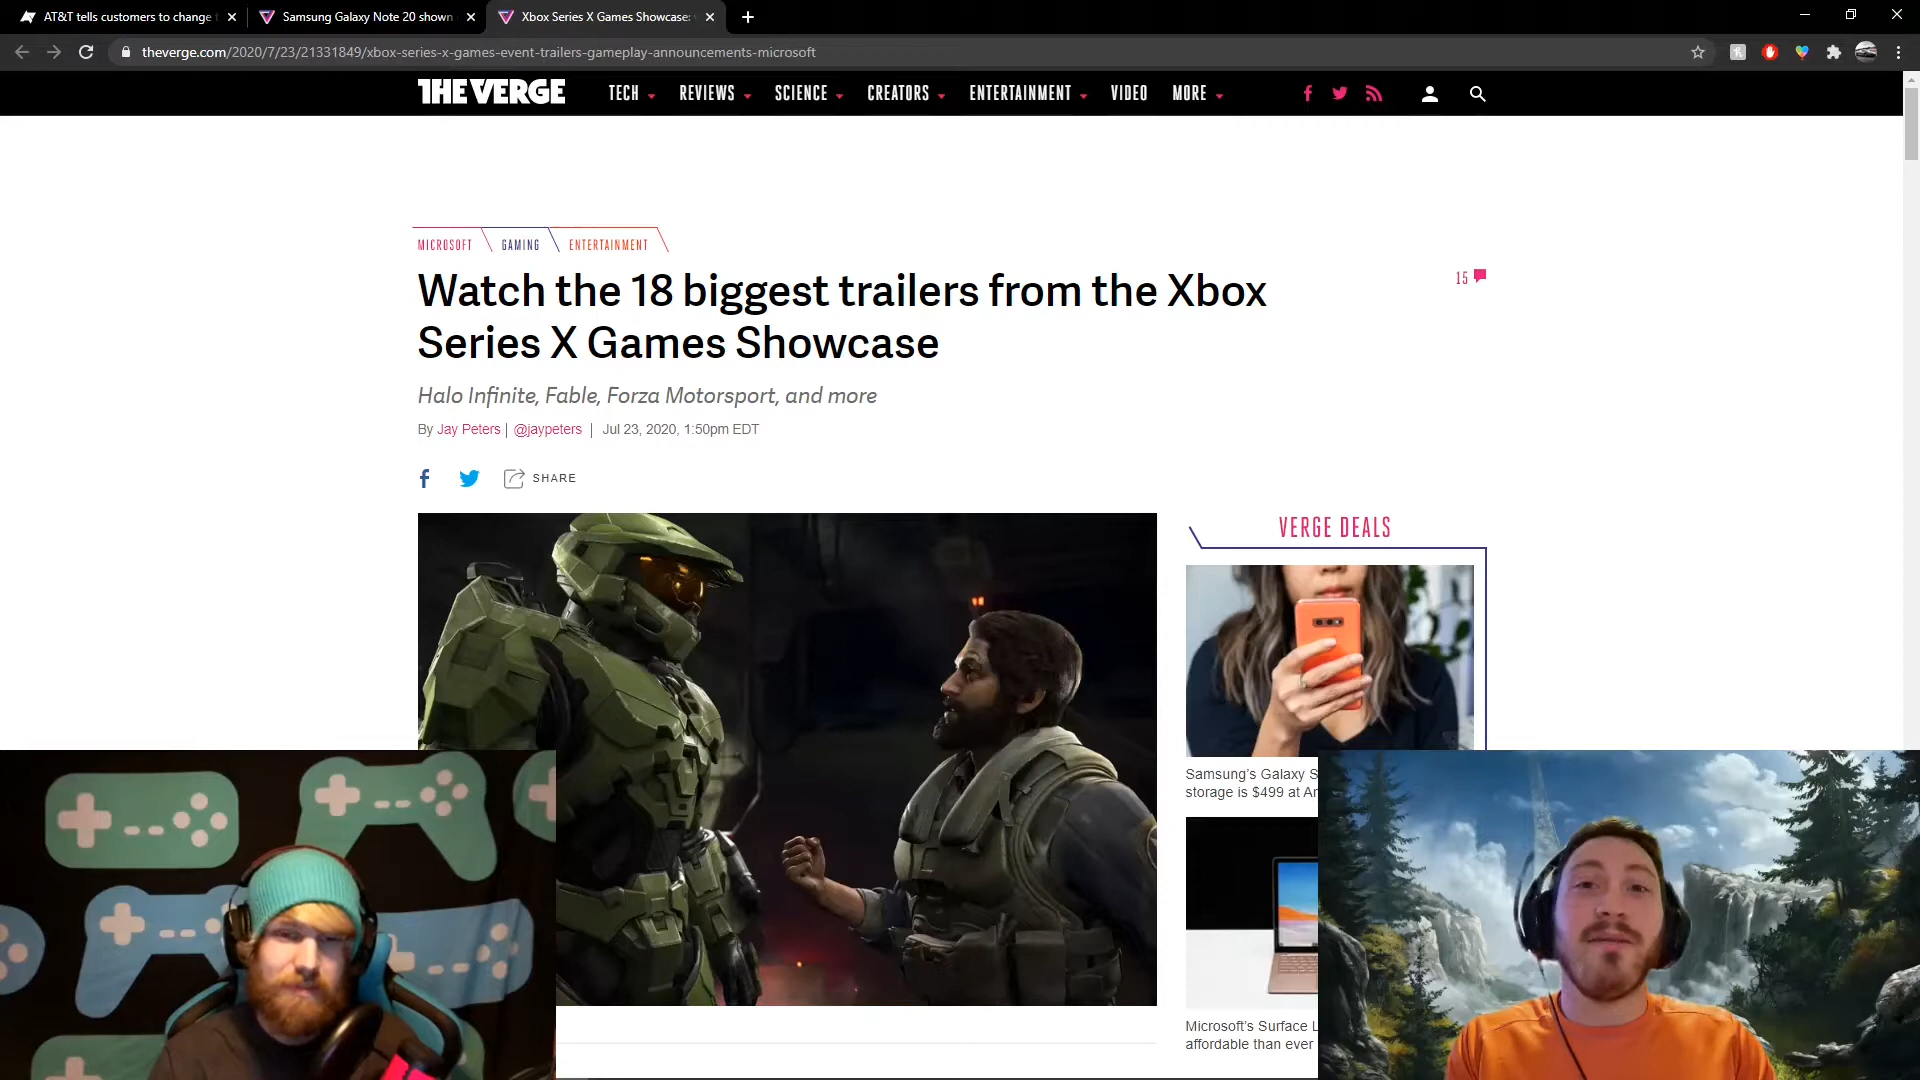 AT&T tells customers to change
Samsung Galaxy Note 20 shown
Xbox Series X Games Showcase:
theverge.com/2020/7/23/21331849/xbox-series-x-games-event-trailers-gameplay-announcements-microsoft
THE VERGE
TECH
REVIEWS
SCIENCE
CREATORS
ENTERTAINMENT
VIDEO
MORE
MICROSOFT
GAMING
ENTERTAINMENT
Watch the 18 biggest trailers from the Xbox
Series X Games Showcase
15
Halo Infinite, Fable, Forza Motorsport, and more
By Jay Peters | @jaypeters | Jul 23, 2020, 1:50pm EDT
SHARE
VERGE DEALS
Samsung's Galaxy S
storage is $499 at
Microsoft's Surface
affordable than ever